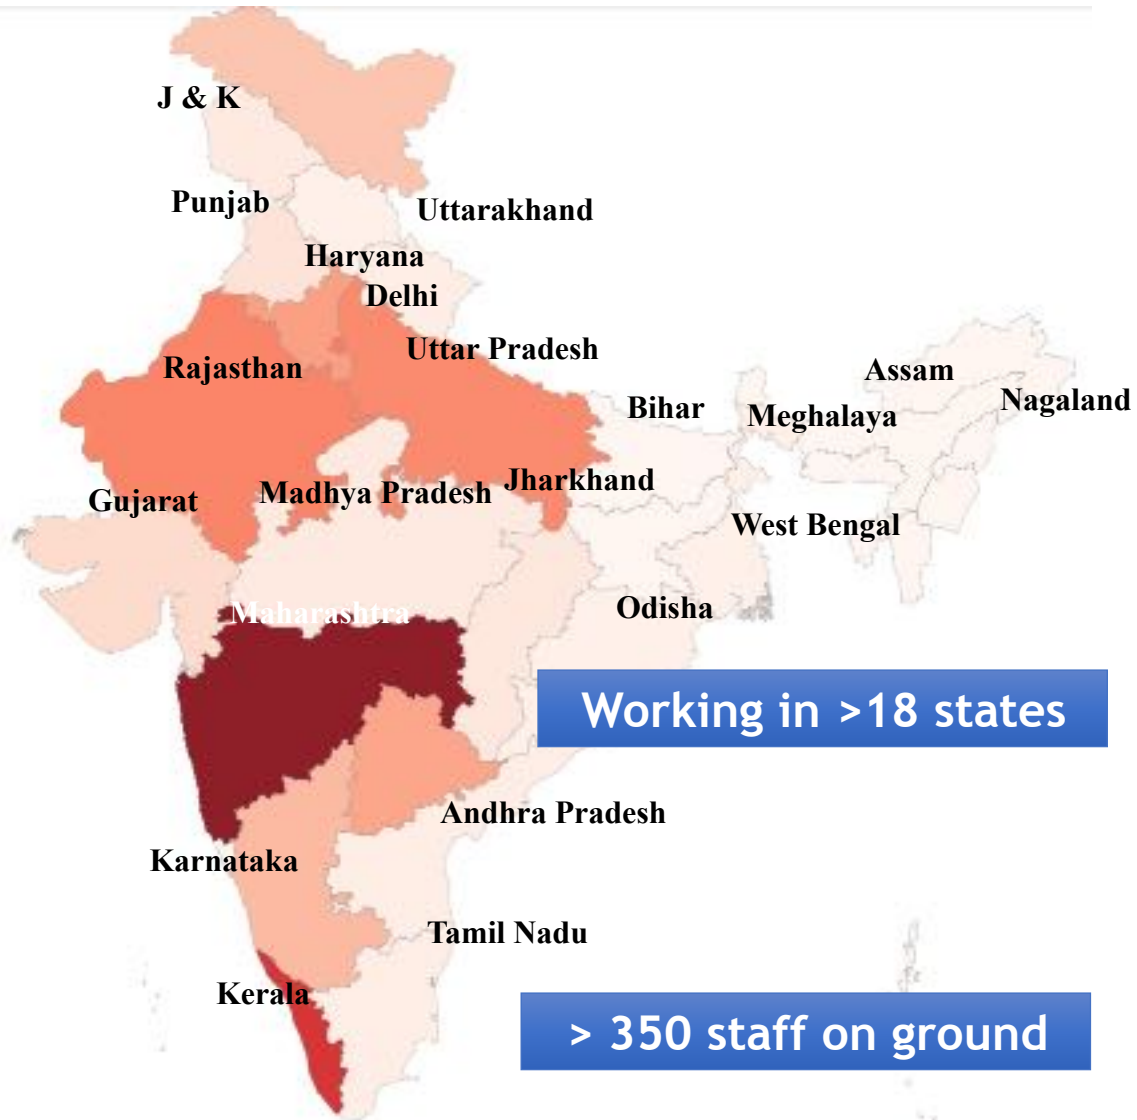 J & K
Punjab
Uttarakhand
Haryana
Delhi
Uttar Pradesh
Rajasthan
Assam
Nagaland
Bihar
Meghalaya
Jharkhand
Madhya Pradesh
Gujarat
West Bengal
Odisha
Maharashtra
Working in >18 states
Andhra Pradesh
Karnataka
Tamil Nadu
Kerala
> 350 staff on ground